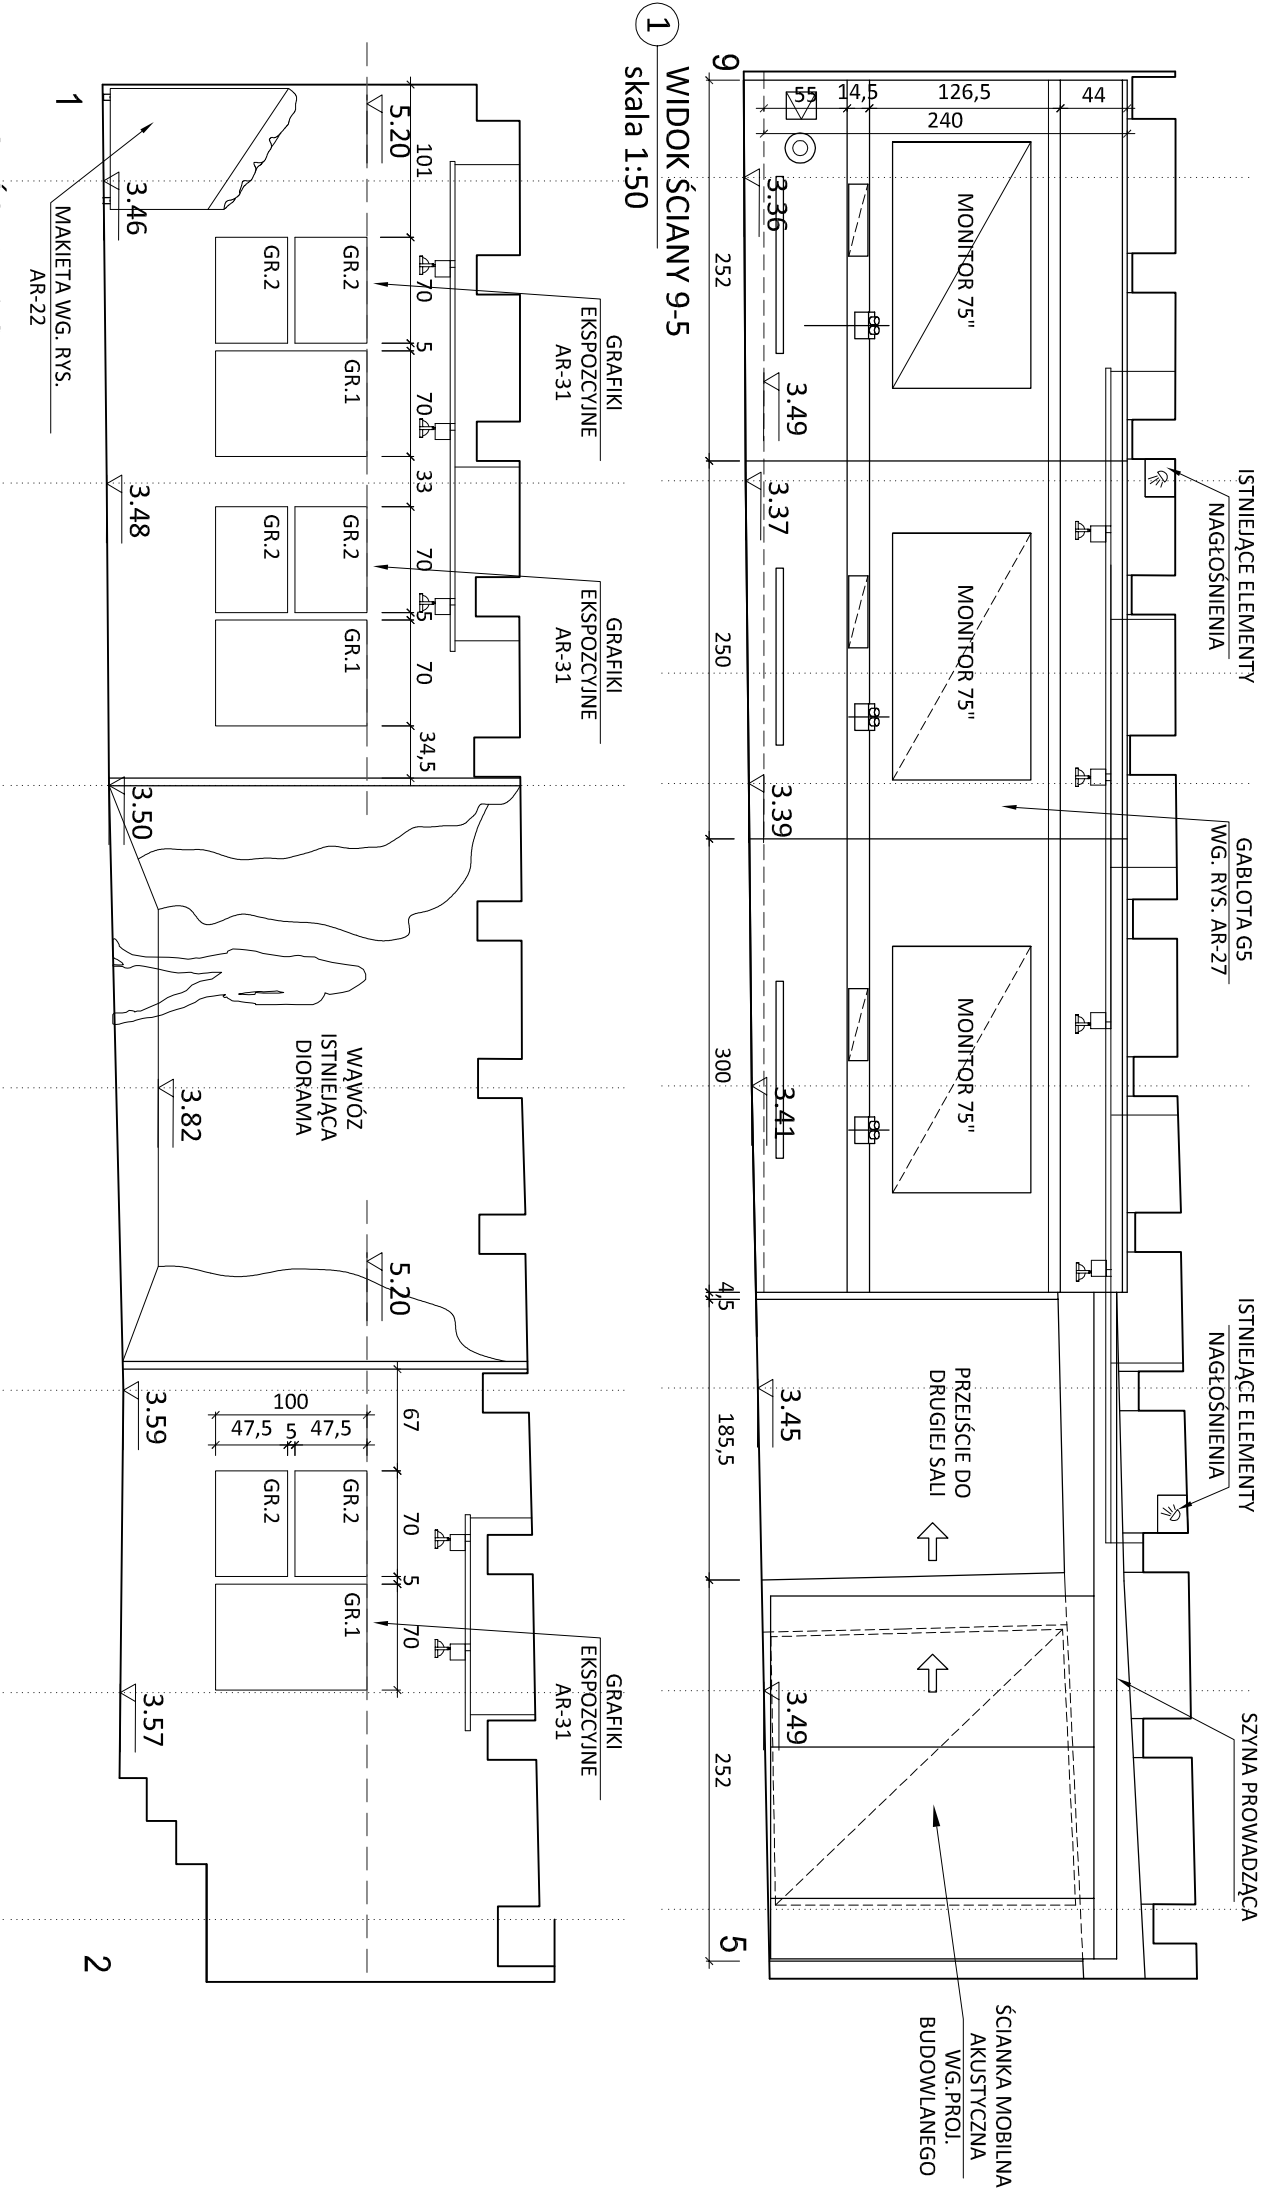 ISTNIEJĄCE ELEMENTY
NAGŁOŚNIENIA
GABLOTA G5
WG. RYS. AR-27
ISTNIEJĄCE ELEMENTY
NAGŁOŚNIENIA
SZYNA PROWADZĄCA
44
126,5
14,5
55
240
MONITOR 75"
MONITOR 75"
MONITOR 75"
PRZEJŚCIE DO
DRUGIEJ SALI
ŚCIANKA MOBILNA
AKUSTYCZNA
WG.PROJ.
BUDOWLANEGO
3.36
3.49
3.37
3.39
3.41
3.45
3.49
9
252
250
300
4,5
185,5
252
5
1
WIDOK ŚCIANY 9-5
skala 1:50
GRAFIKI
EKSPOZCYJNE
AR-31
GRAFIKI
EKSPOZCYJNE
AR-31
GRAFIKI
EKSPOZCYJNE
AR-31
5.20
101
70
5
70
33
70
5
70
34,5
5.20
67
70
5
70
GR.2
GR.1
GR.2
GR.2
GR.1
GR.2
WĄWÓZ
ISTNIEJĄCA
DIORAMA
100
47,5
5
47,5
GR.2
GR.1
GR.2
3.46
3.48
3.50
3.82
3.59
3.57
1
2
MAKIETA WG. RYS.
AR-22